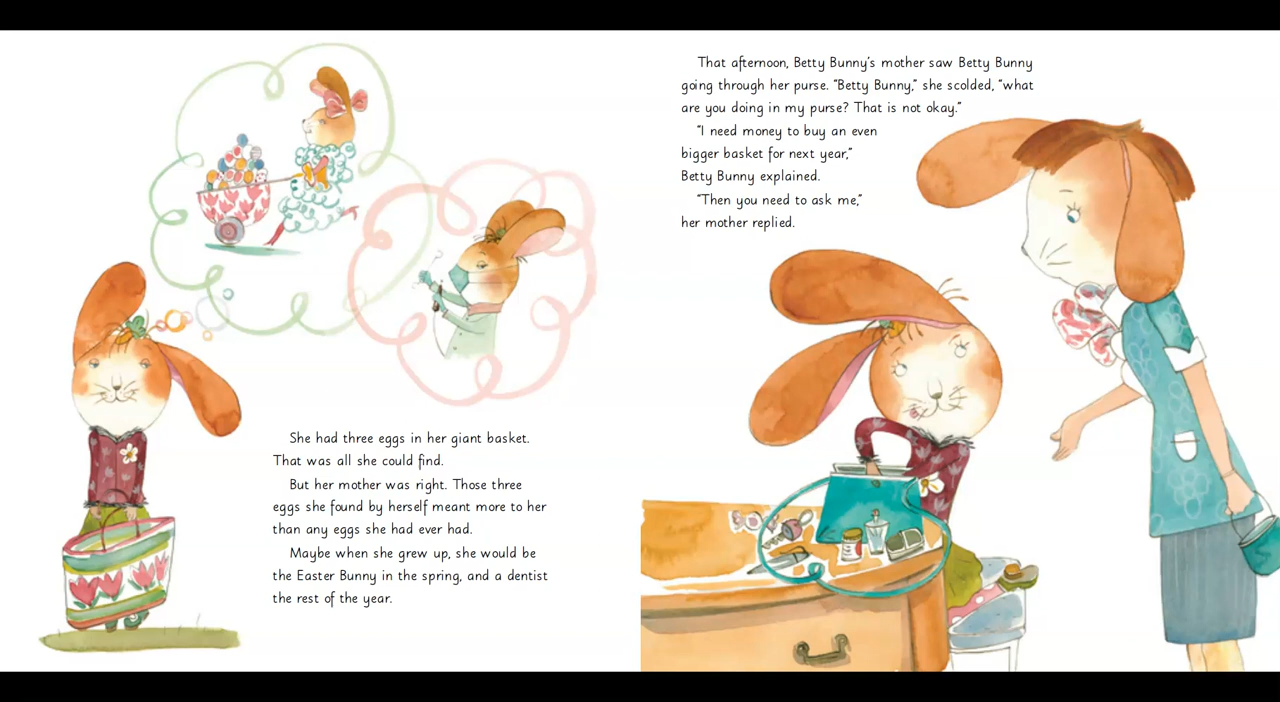 She had three eggs in her giant basket.
That was all she could find.
But her mother was right. Those three
eggs she found by herself meant more to her
than any eggs she had ever had.
Maybe when she grew up, she would be
the Easter Bunny in the spring, and a dentist
the rest of the year.
That afternoon, Betty Bunny's mother saw Betty Bunny
going through her purse. "Betty Bunny," she scolded, "what
are you doing in my purse? That is not okay."
"I need money to buy an even
bigger basket for next year,"
Betty Bunny explained.
"Then you need to ask me,"
her mother replied.